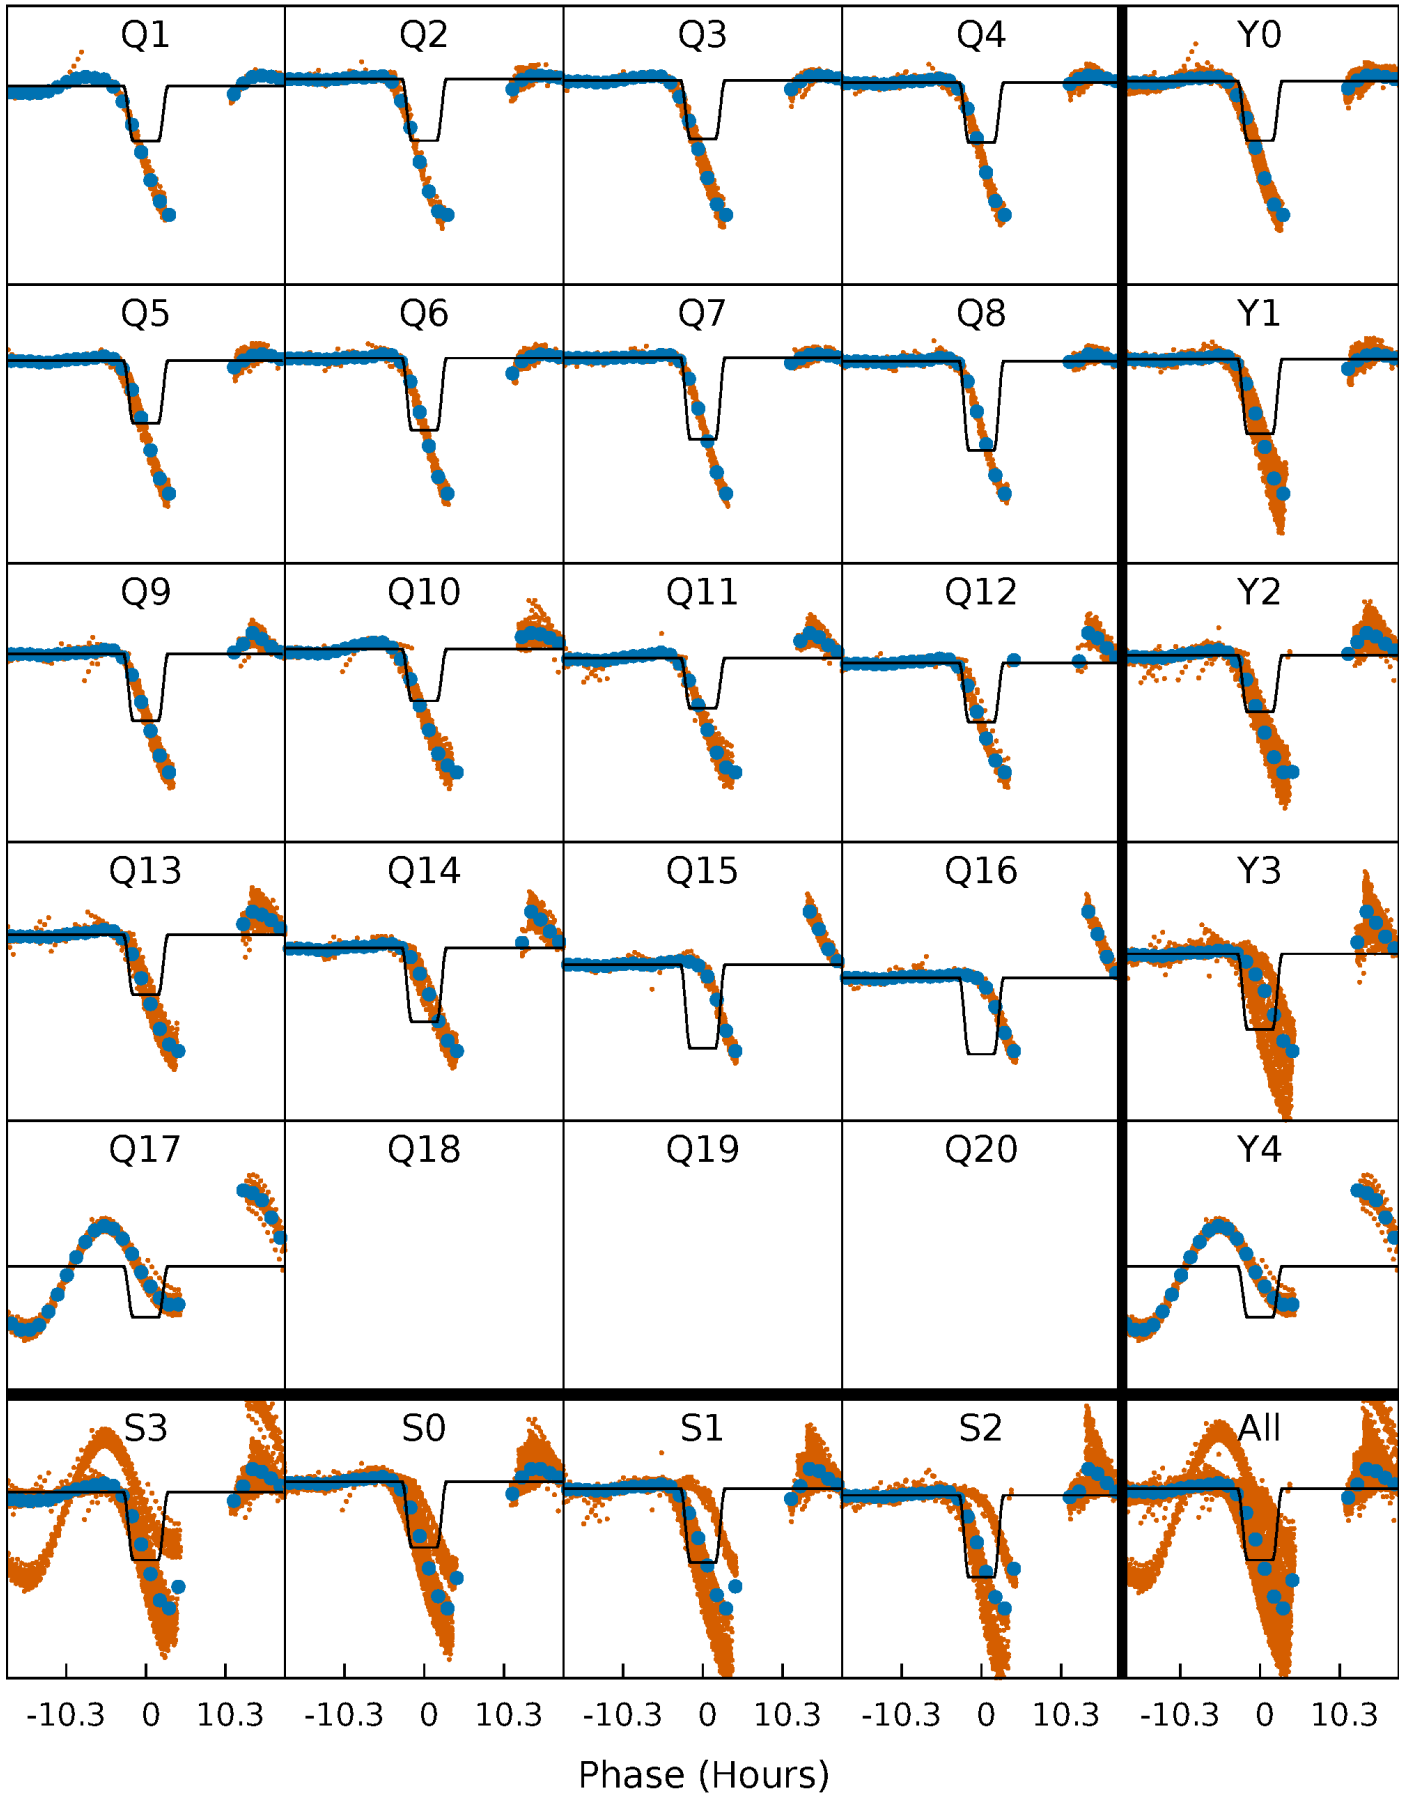 Q1 Q2 Q3 Q4 Y0
Q5 Q6 Q7 Q8 Y1
Q9 Q10 Q11 Q12 Y2
Q13 Q14 Q15 Q16 Y3
Q17 Q18 Q19 Q20 Y4
S3 S0 S1 S2 All
-10.3 0 10.3 -10.3 0 10.3 -10.3 0 10.3 -10.3 0 10.3 -10.3 0 10.3
Phase (Hours)